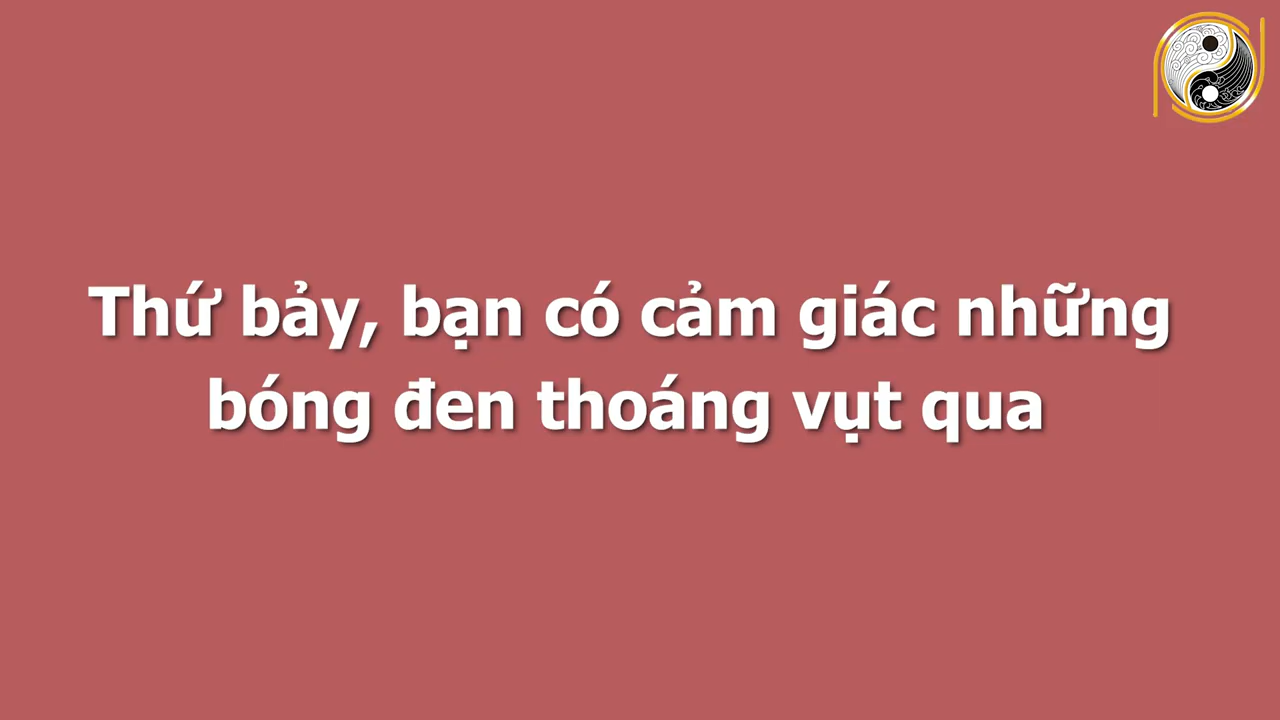 Thứ bảy, bạn có cảm giác những
bóng đen thoáng vụt qua